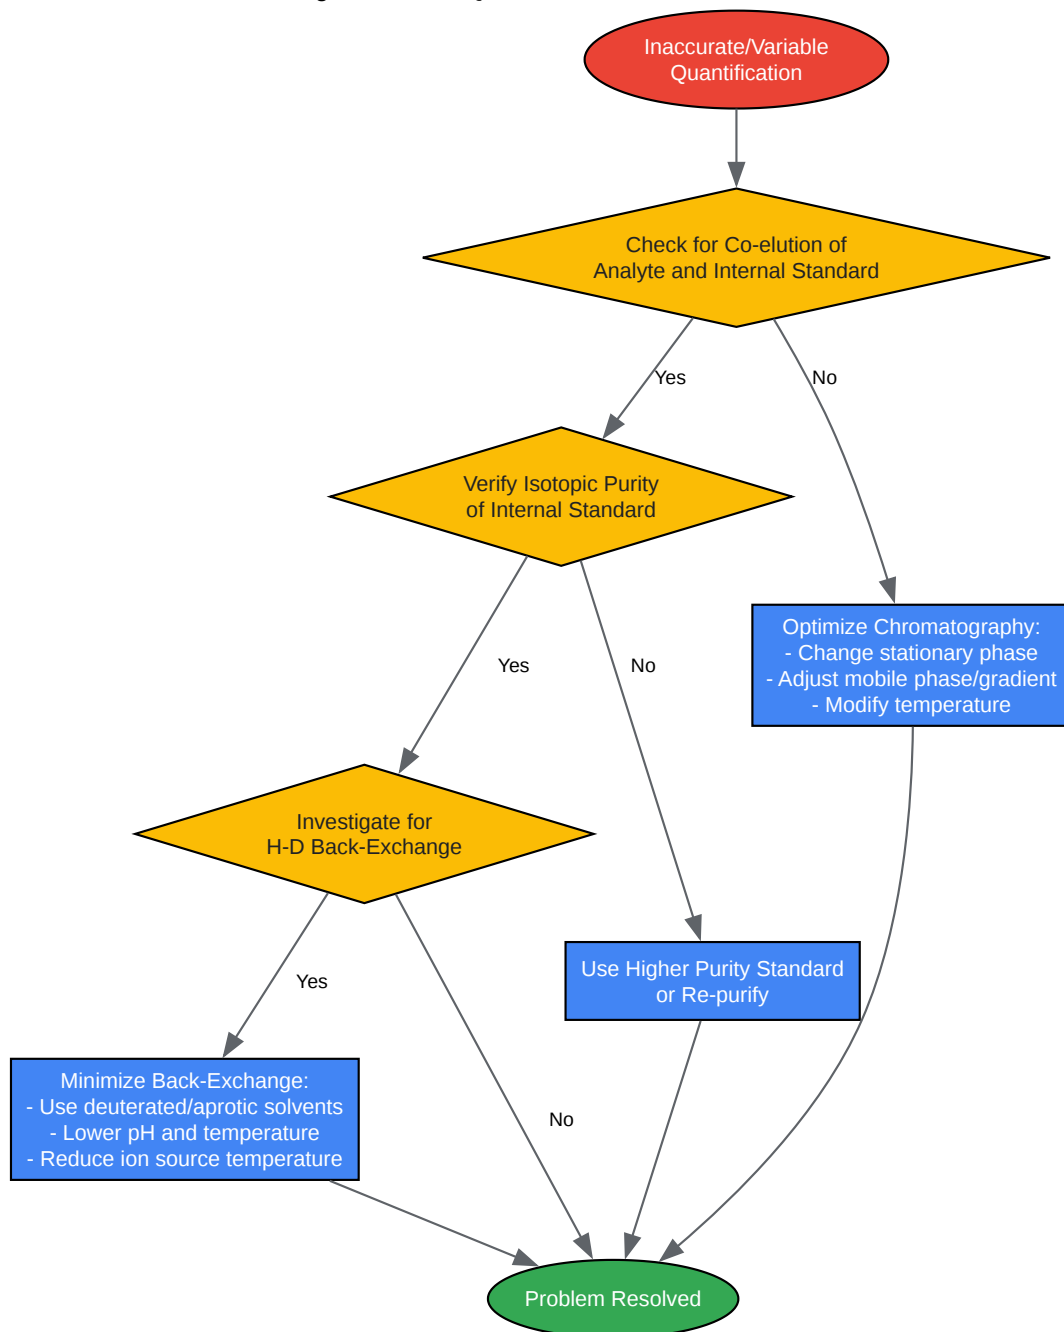 Inaccurate/Variable
Quantification
Check for Co-elution of
Analyte and Internal Standard
Yes
No
Verify Isotopic Purity
of Internal Standard
Optimize Chromatography:
- Change stationary phase
- Adjust mobile phase/gradient
- Modify temperature
Yes
No
Investigate for
H-D Back-Exchange
Use Higher Purity Standard
or Re-purify
Yes
Minimize Back-Exchange:
- Use deuterated/aprotic solvents
- Lower pH and temperature
- Reduce ion source temperature
No
Problem Resolved